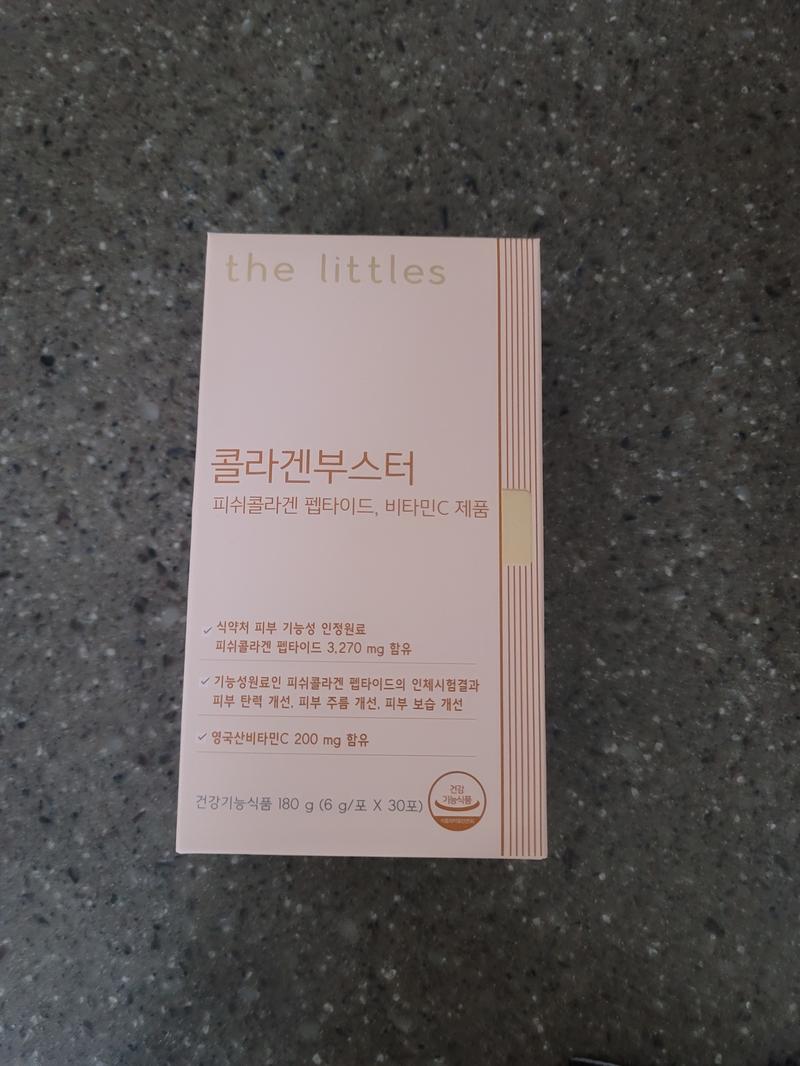 the littles
콜라겐부스터
피쉬콜라겐 펩타이드, 비타민C 제품
식약처 피부 기능성 인정원료
피쉬콜라겐 펩타이드 3,270 mg 함유
기능성원료인 피쉬콜라겐 펩타이드의 인체시험결과
피부 탄력 개선, 피부 주름 개선, 피부 보습 개선
영국산비타민C 200 mg 함유
건강기능식품 180 g (6 g/포 X 30포)
건강
기능식품